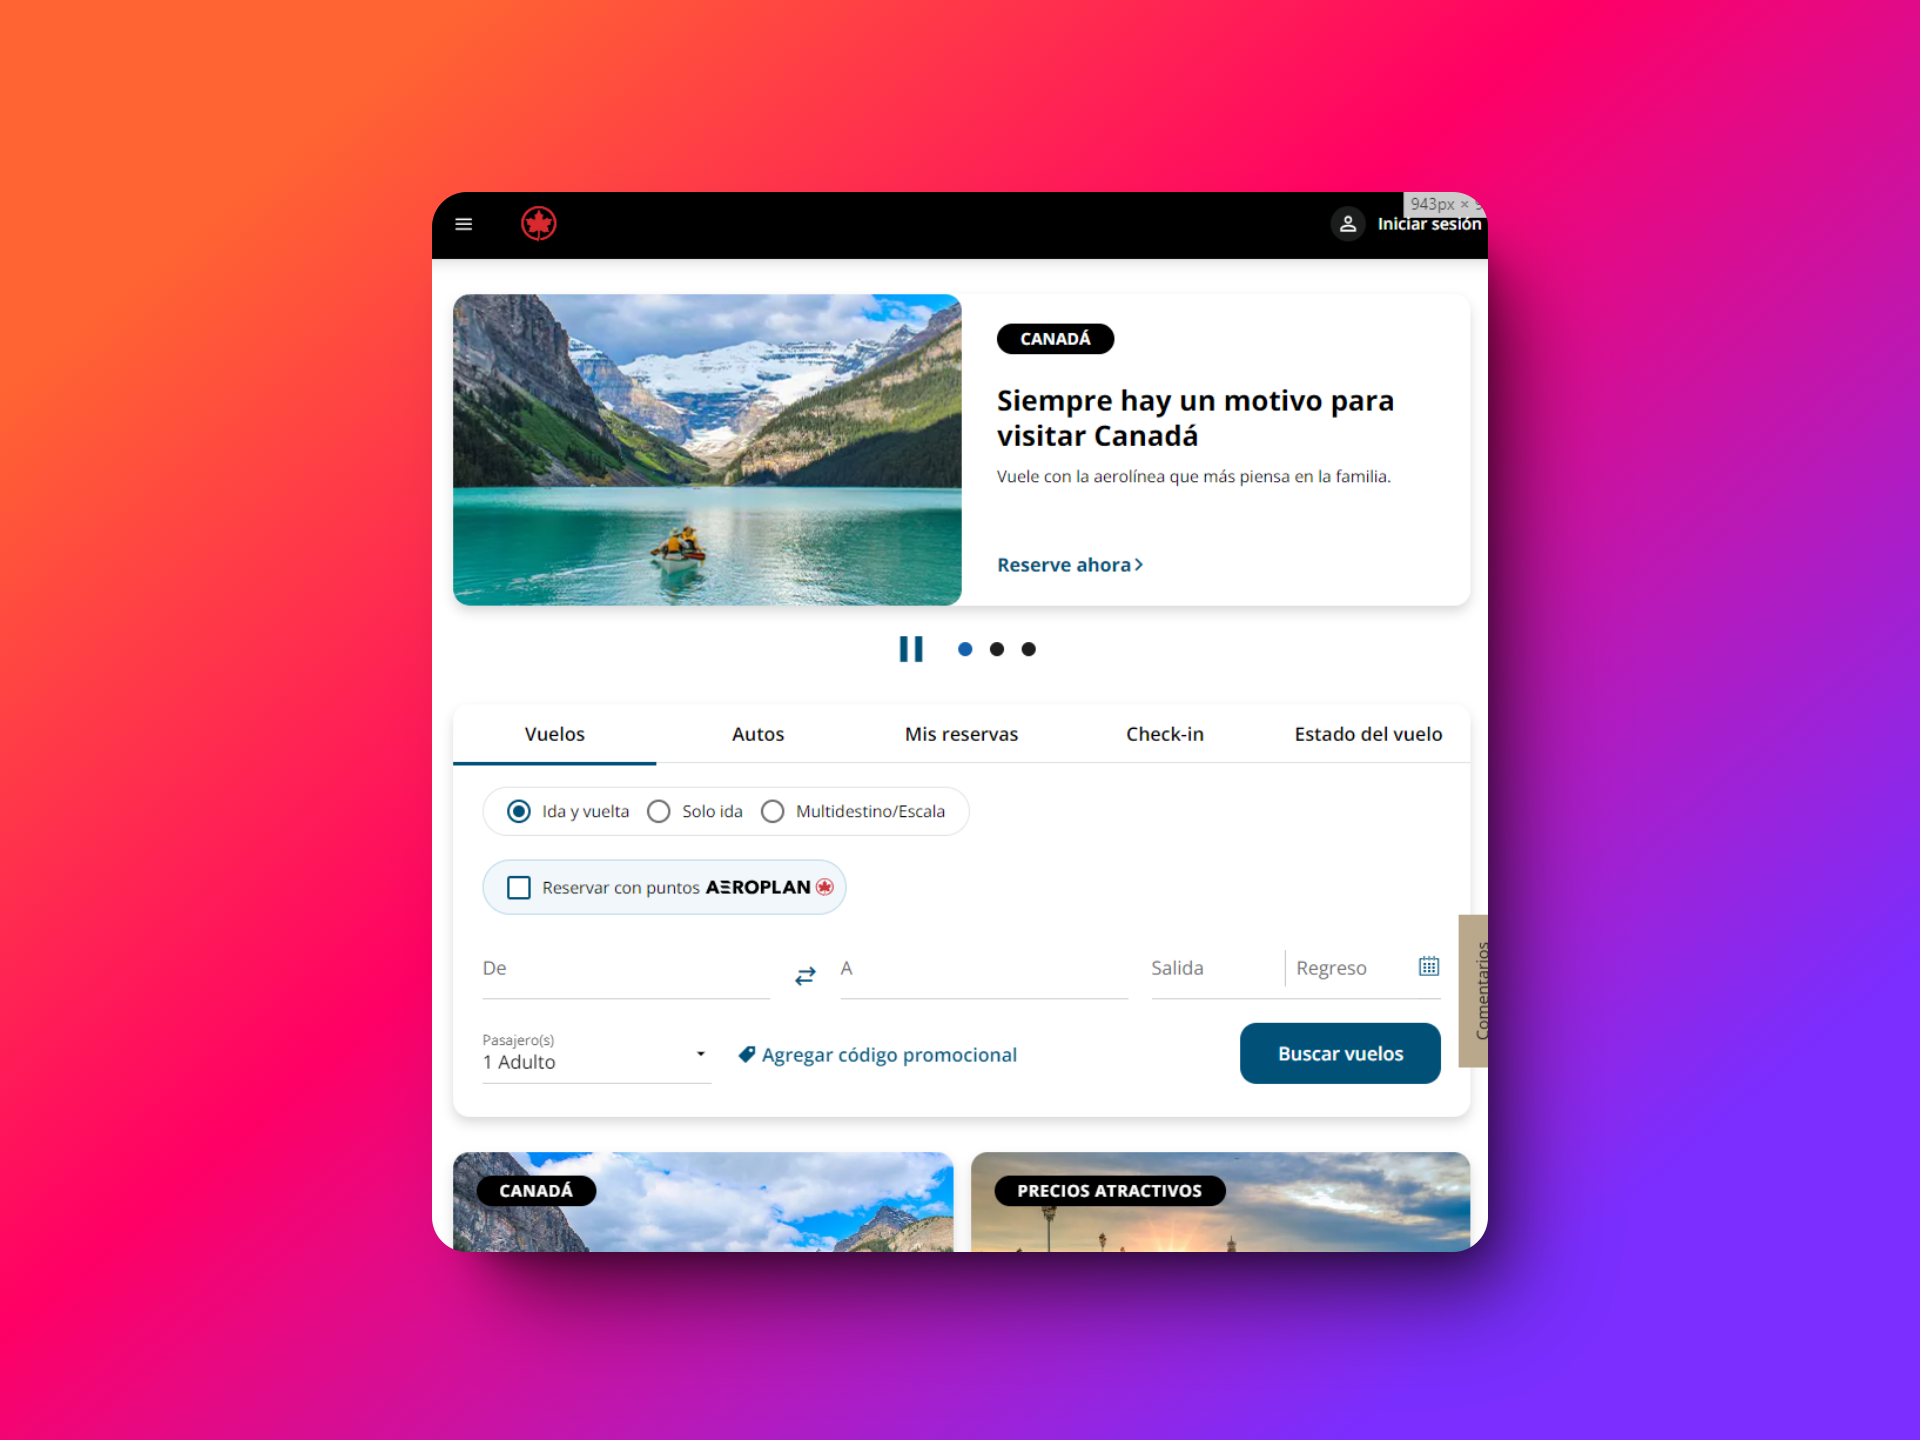 943px ×
Iniciar sesión
CANADÁ
Siempre hay un motivo para
visitar Canadá
Vuele con la aerolínea que más piensa en la familia.
Reserve ahora
Vuelos
Autos
Mis reservas
Check-in
Estado del vuelo
Ida y vuelta
Solo ida
Multidestino/Escala
Reservar con puntos AEROPLAN
De
A
Salida
Regreso
Comentarios
Pasajero(s)
1 Adulto
Agregar código promocional
Buscar vuelos
CANADÁ
PRECIOS ATRACTIVOS